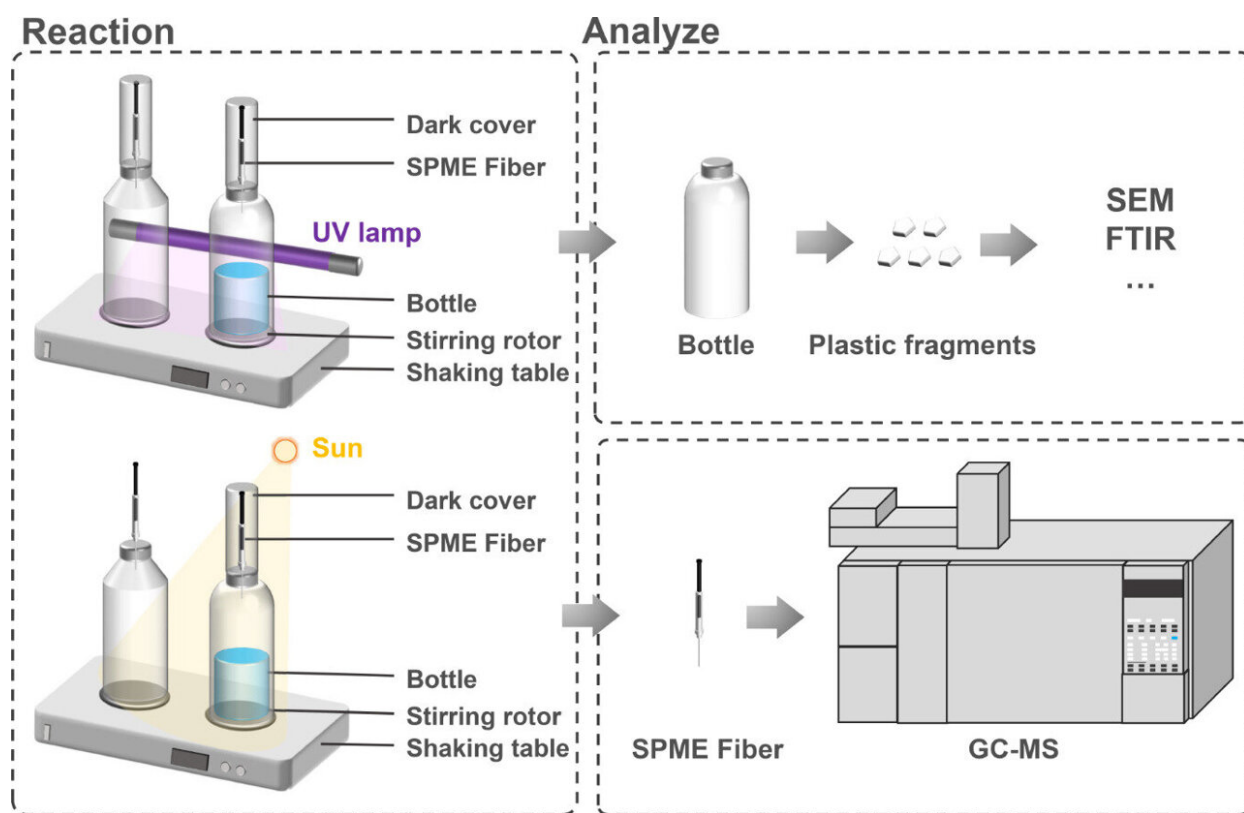 Reaction
Analyze
Dark cover
SPME Fiber
UV lamp
Bottle
Stirring rotor
Shaking table
Sun
Dark cover
SPME Fiber
Bottle
Stirring rotor
Shaking table
Bottle
Plastic fragments
SEM
FTIR
...
SPME Fiber
GC-MS